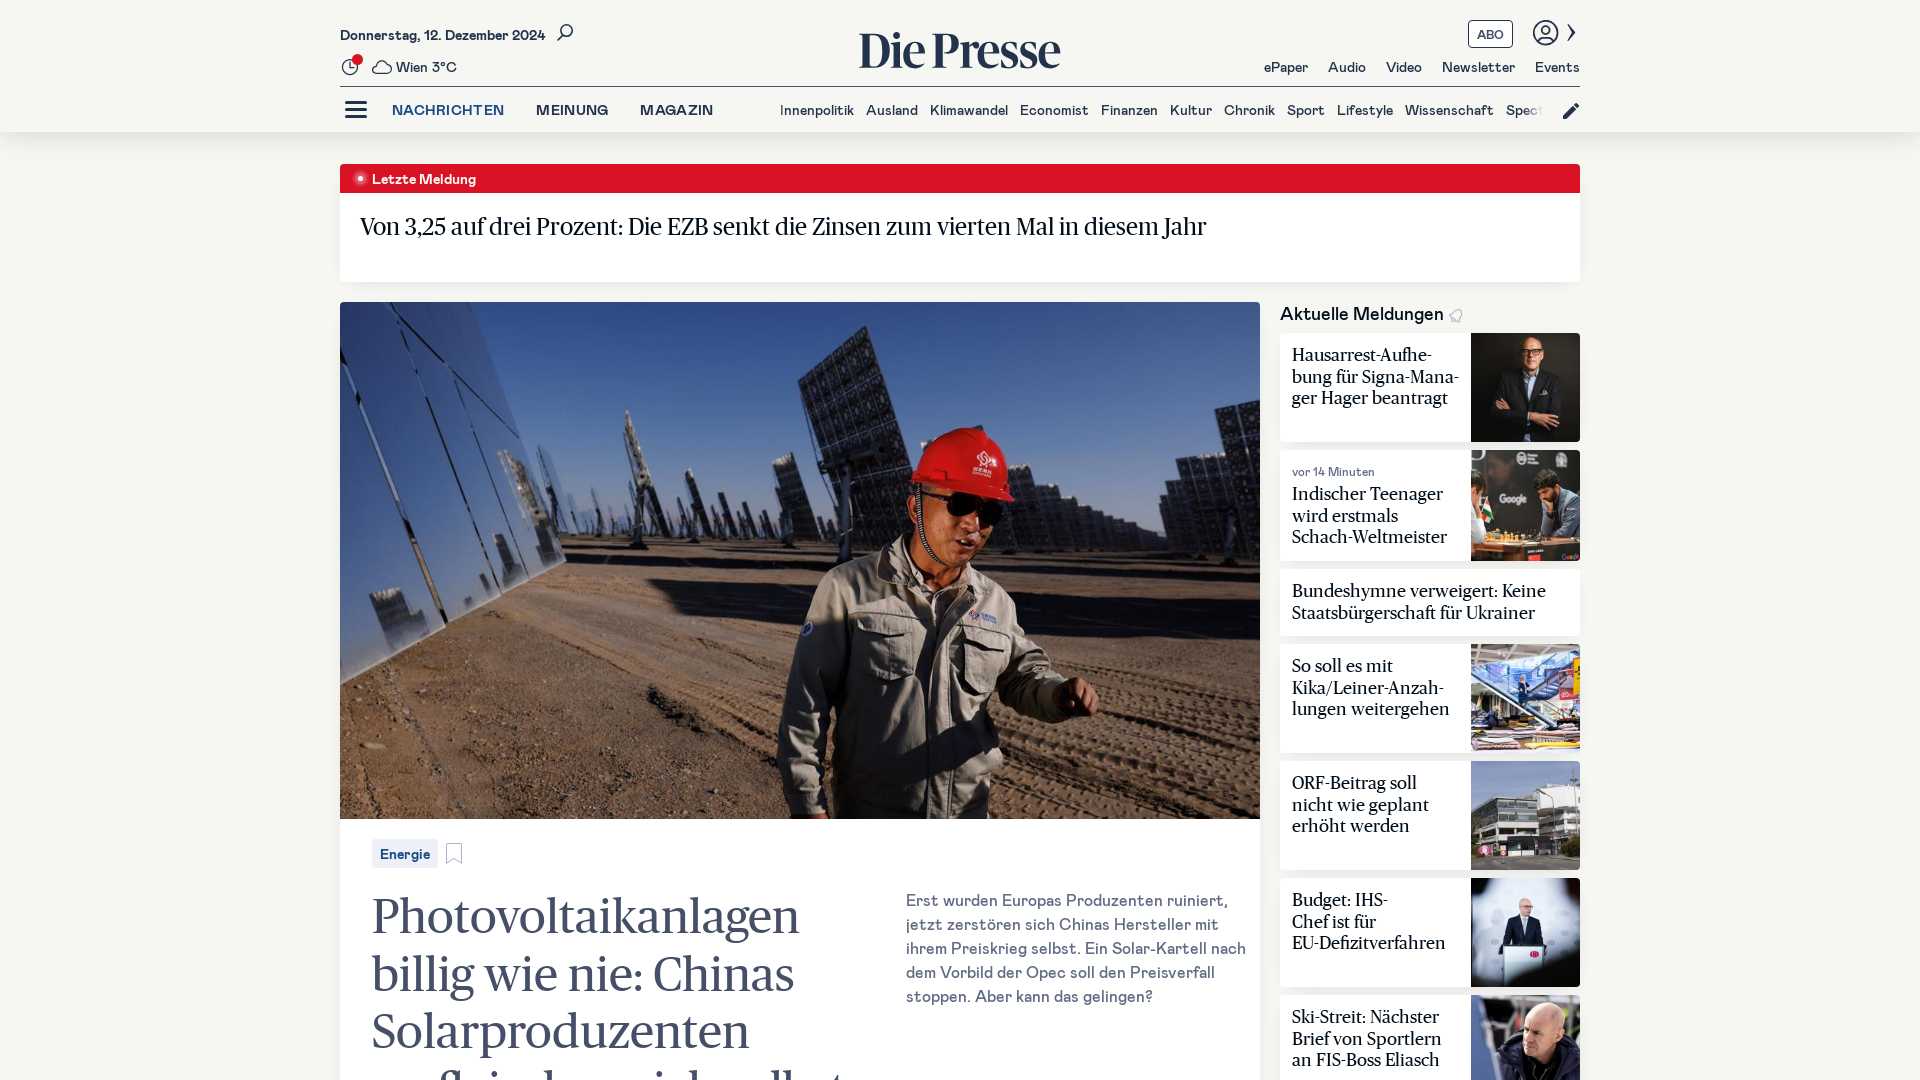 Donnerstag, 12. Dezember 2024
Wien 3°C
Die Presse
ABO
ePaper Audio Video Newsletter Events
NACHRICHTEN MEINUNG MAGAZIN
Innenpolitik Ausland Klimawandel Economist Finanzen Kultur Chronik Sport Lifestyle Wissenschaft Spect
Letzte Meldung
Von 3,25 auf drei Prozent: Die EZB senkt die Zinsen zum vierten Mal in diesem Jahr
Energie
Photovoltaikanlagen
billig wie nie: Chinas
Solarproduzenten
Erst wurden Europas Produzenten ruiniert,
jetzt zerstören sich Chinas Hersteller mit
ihrem Preiskrieg selbst. Ein Solar-Kartell nach
dem Vorbild der Opec soll den Preisverfall
stoppen. Aber kann das gelingen?
Aktuelle Meldungen
Hausarrest-Aufhe-
bung für Signa-Mana-
ger Hager beantragt
vor 14 Minuten
Indischer Teenager
wird erstmals
Schach-Weltmeister
Google
Bundeshymne verweigert: Keine
Staatsbürgerschaft für Ukrainer
So soll es mit
Kika/Leiner-Anzah-
lungen weitergehen
ORF-Beitrag soll
nicht wie geplant
erhöht werden
Budget: IHS-
Chef ist für
EU-Defizitverfahren
Ski-Streit: Nächster
Brief von Sportlern
an FIS-Boss Eliasch